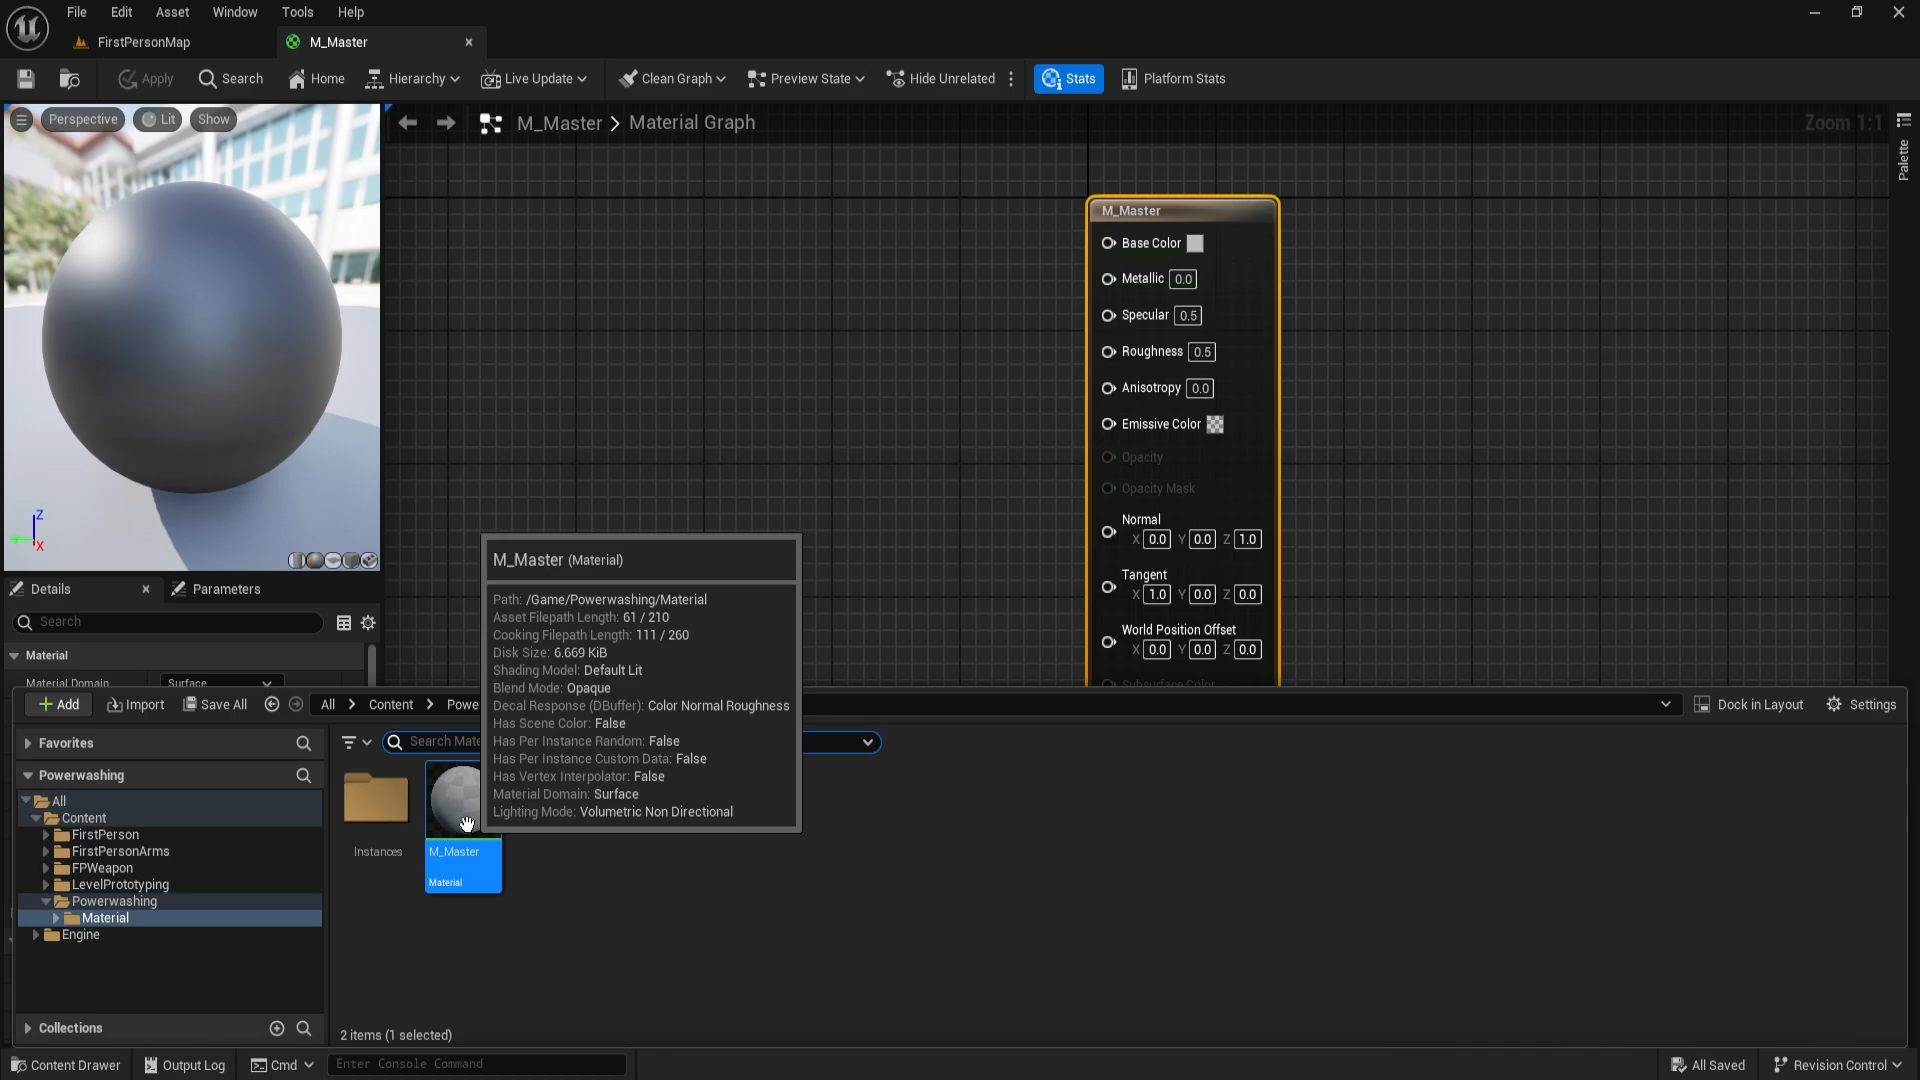 File Edit Asset Window Tools Help
FirstPersonMap M_Master
Apply Search Home Hierarchy Live Update Clean Graph Preview State Hide Unrelated Stats Platform Stats
Perspective Lit Show
M_Master > Material Graph
Zoom 1:1
Palette
M_Master
Base Color
Metallic 0.0
Specular 0.5
Roughness 0.5
Anisotropy 0.0
Emissive Color
Opacity
Opacity Mask
Normal
X 0.0 Y 0.0 Z 1.0
Tangent
X 1.0 Y 0.0 Z 0.0
World Position Offset
X 0.0 Y 0.0 Z 0.0
Subsurface Color
Z
X
Details Parameters
Search
Material
Material Domain Surface
M_Master (Material)
Path: /Game/Powerwashing/Material
Asset Filepath Length: 61 / 210
Cooking Filepath Length: 111 / 260
Disk Size: 6.669 KiB
Shading Model: Default Lit
Blend Mode: Opaque
Decal Response (DBuffer): Color Normal Roughness
Has Scene Color: False
Has Per Instance Random: False
Has Per Instance Custom Data: False
Has Vertex Interpolator: False
Material Domain: Surface
Lighting Mode: Volumetric Non Directional
Add Import Save All All > Content > Powe
Dock in Layout Settings
Favorites
Search Mate
Powerwashing
All
Content
FirstPerson
FirstPersonArms
FPWeapon
LevelPrototyping
Powerwashing
Material
Engine
Instances
M_Master
Material
Collections
2 items (1 selected)
Content Drawer Output Log Cmd Enter Console Command All Saved Revision Control